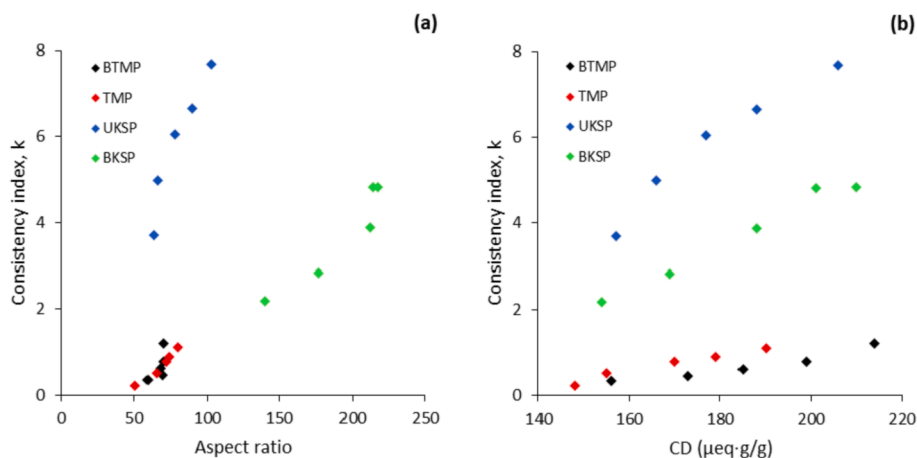 (a)
8
6
4
2
0
Consistency index, k
BTMP
TMP
UKSP
BKSP
0 50 100 150 200 250
Aspect ratio
(b)
8
6
4
2
0
Consistency index, k
BTMP
TMP
UKSP
BKSP
140 160 180 200 220
CD (μeq·g/g)